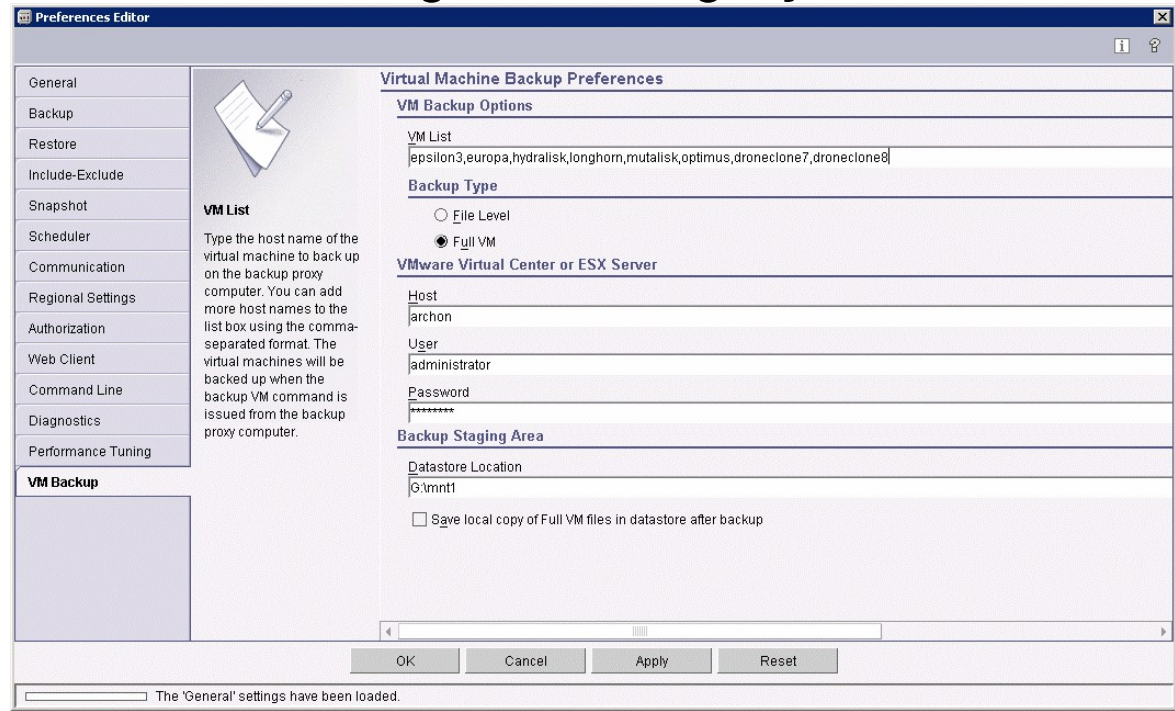 Preferences Editor
General
Backup
Restore
Include-Exclude
Snapshot
Scheduler
Communication
Regional Settings
Authorization
Web Client
Command Line
Diagnostics
Performance Tuning
VM Backup
VM List
Type the host name of the
virtual machine to back up
on the backup proxy
computer. You can add
more host names to the
list box using the comma-
separated format. The
virtual machines will be
backed up when the
backup VM command is
issued from the backup
proxy computer.
Virtual Machine Backup Preferences
VM Backup Options
VM List
epsilon3,europa,hydralisk,longhorn,mutalisk,optimus,droneclone7,droneclone8
Backup Type
File Level
Full VM
VMware Virtual Center or ESX Server
Host
archon
User
administrator
Password
********
Backup Staging Area
Datastore Location
G:\mnt1
Save local copy of Full VM files in datastore after backup
OK Cancel Apply Reset
The 'General' settings have been loaded.